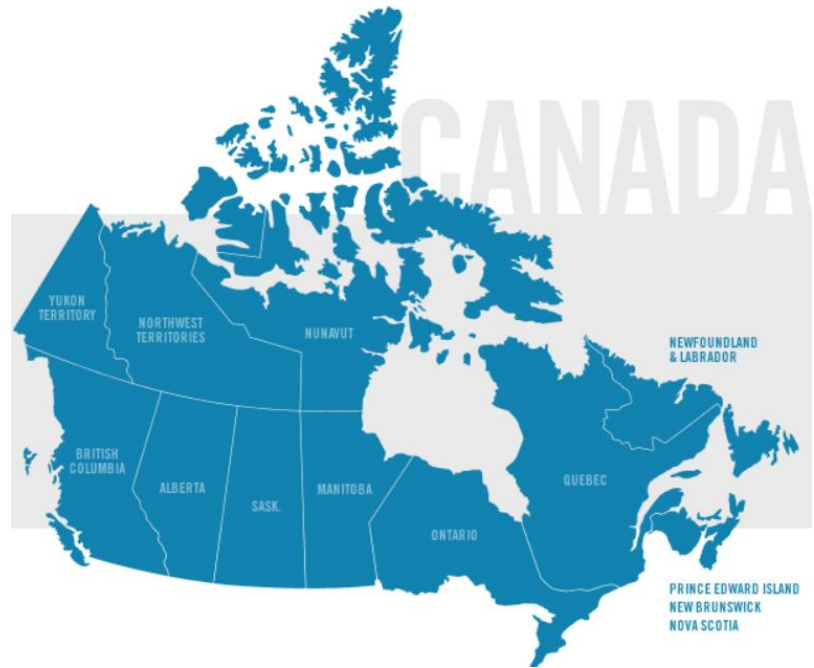 CANADA
YUKON
TERRITORY
NORTHWEST
TERRITORIES
NUNAVUT
NEWFOUNDLAND
& LABRADOR
BRITISH
COLUMBIA
ALBERTA
SASK.
MANITOBA
ONTARIO
QUEBEC
PRINCE EDWARD ISLAND
NEW BRUNSWICK
NOVA SCOTIA